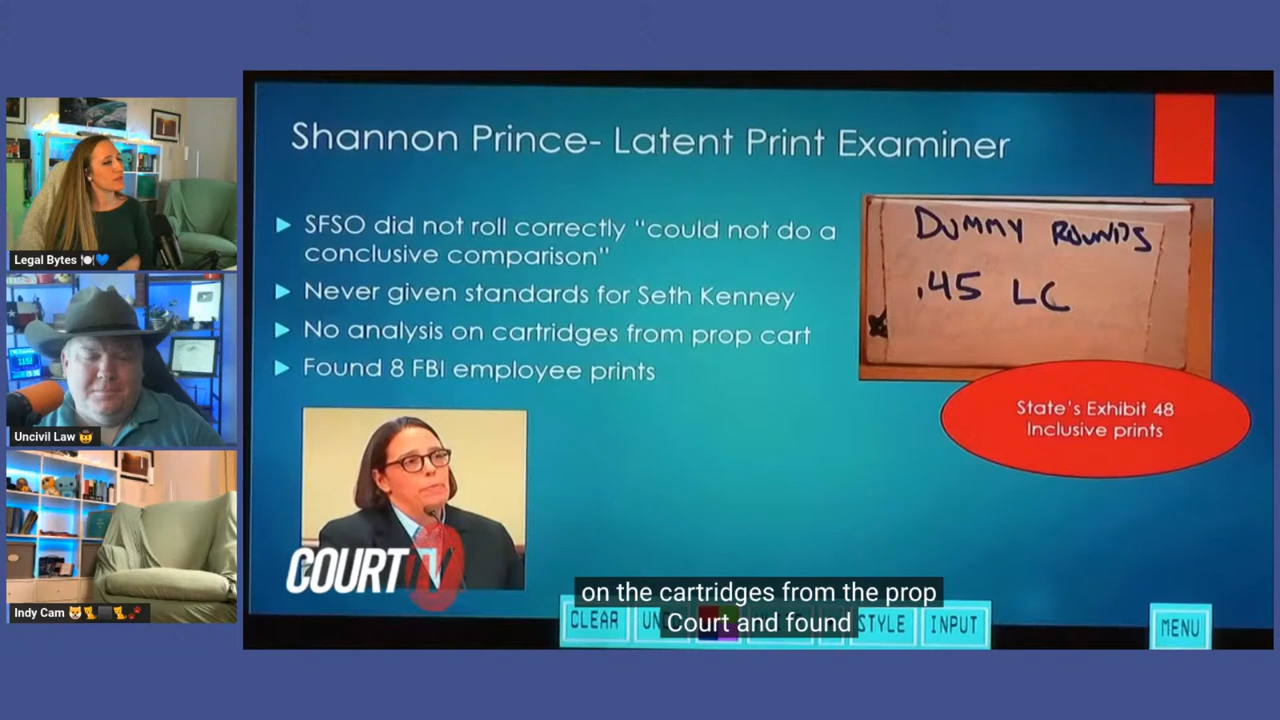 Shannon Prince- Latent Print Examiner
SFSO did not roll correctly “could not do a
conclusive comparison”
Never given standards for Seth Kenney
No analysis on cartridges from prop cart
Found 8 FBI employee prints
DUMMY ROUNDS
.45 LC
State's Exhibit 48
Inclusive prints
COURT TV
Legal Bytes 🍽️💙
Uncivil Law 🤠
Indy Cam 😺🐈⬛🐈🐾
on the cartridges from the prop
Court and found
CLEAR
STYLE
INPUT
MENU